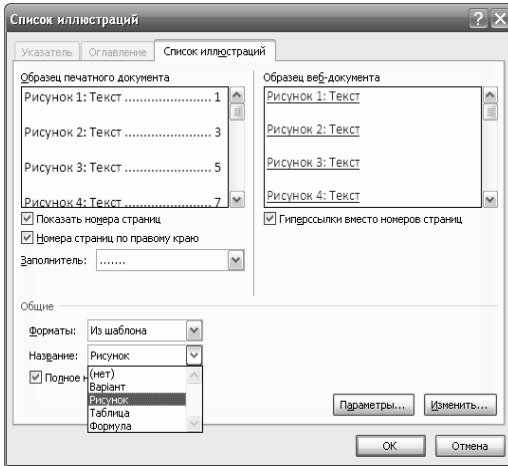 Список иллюстраций
Указатель Оглавление Список иллюстраций
Образец печатного документа
Рисунок 1: Текст ....................... 1
Рисунок 2: Текст ....................... 3
Рисунок 3: Текст ....................... 5
Рисунок 4: Текст ....................... 7
Показать номера страниц
Номера страниц по правому краю
Заполнитель: .......
Образец веб-документа
Рисунок 1: Текст
Рисунок 2: Текст
Рисунок 3: Текст
Рисунок 4: Текст
Гиперссылки вместо номеров страниц
Общие
Форматы: Из шаблона
Название: Рисунок
Полное н
(нет)
Варіант
Рисунок
Таблица
Формула
Параметры... Изменить...
ОК Отмена